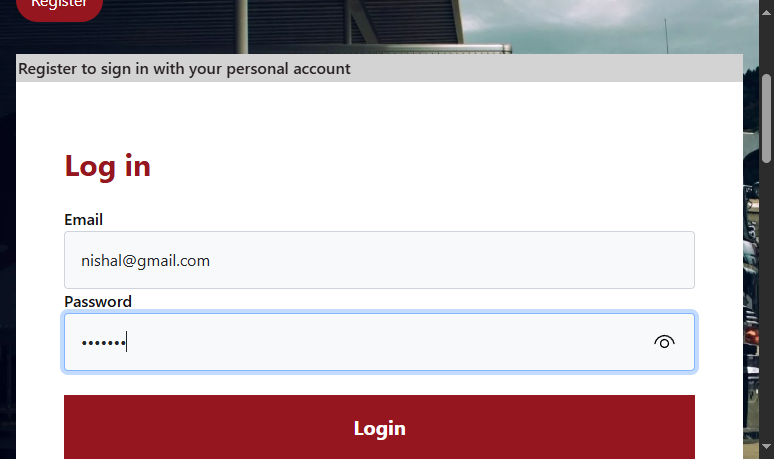 Register
Register to sign in with your personal account
Log in
Email
nishal@gmail.com
Password
•••••••
Login